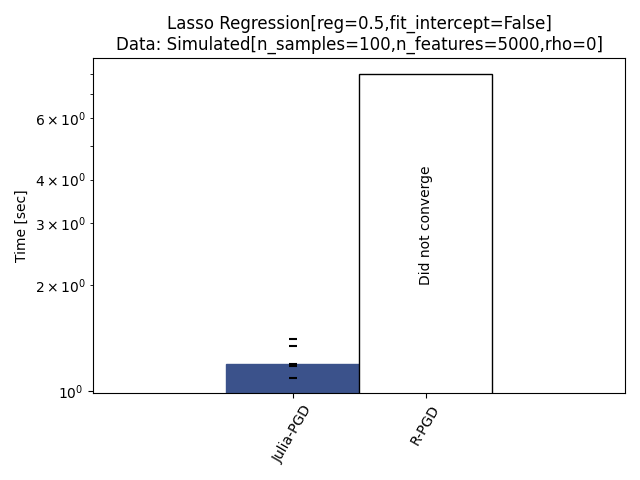 Lasso Regression[reg=0.5,fit_intercept=False]
Data: Simulated[n_samples=100,n_features=5000,rho=0]
Time [sec]
6 × 10⁰
4 × 10⁰
3 × 10⁰
2 × 10⁰
10⁰
Did not converge
Julia-PGD
R-PGD